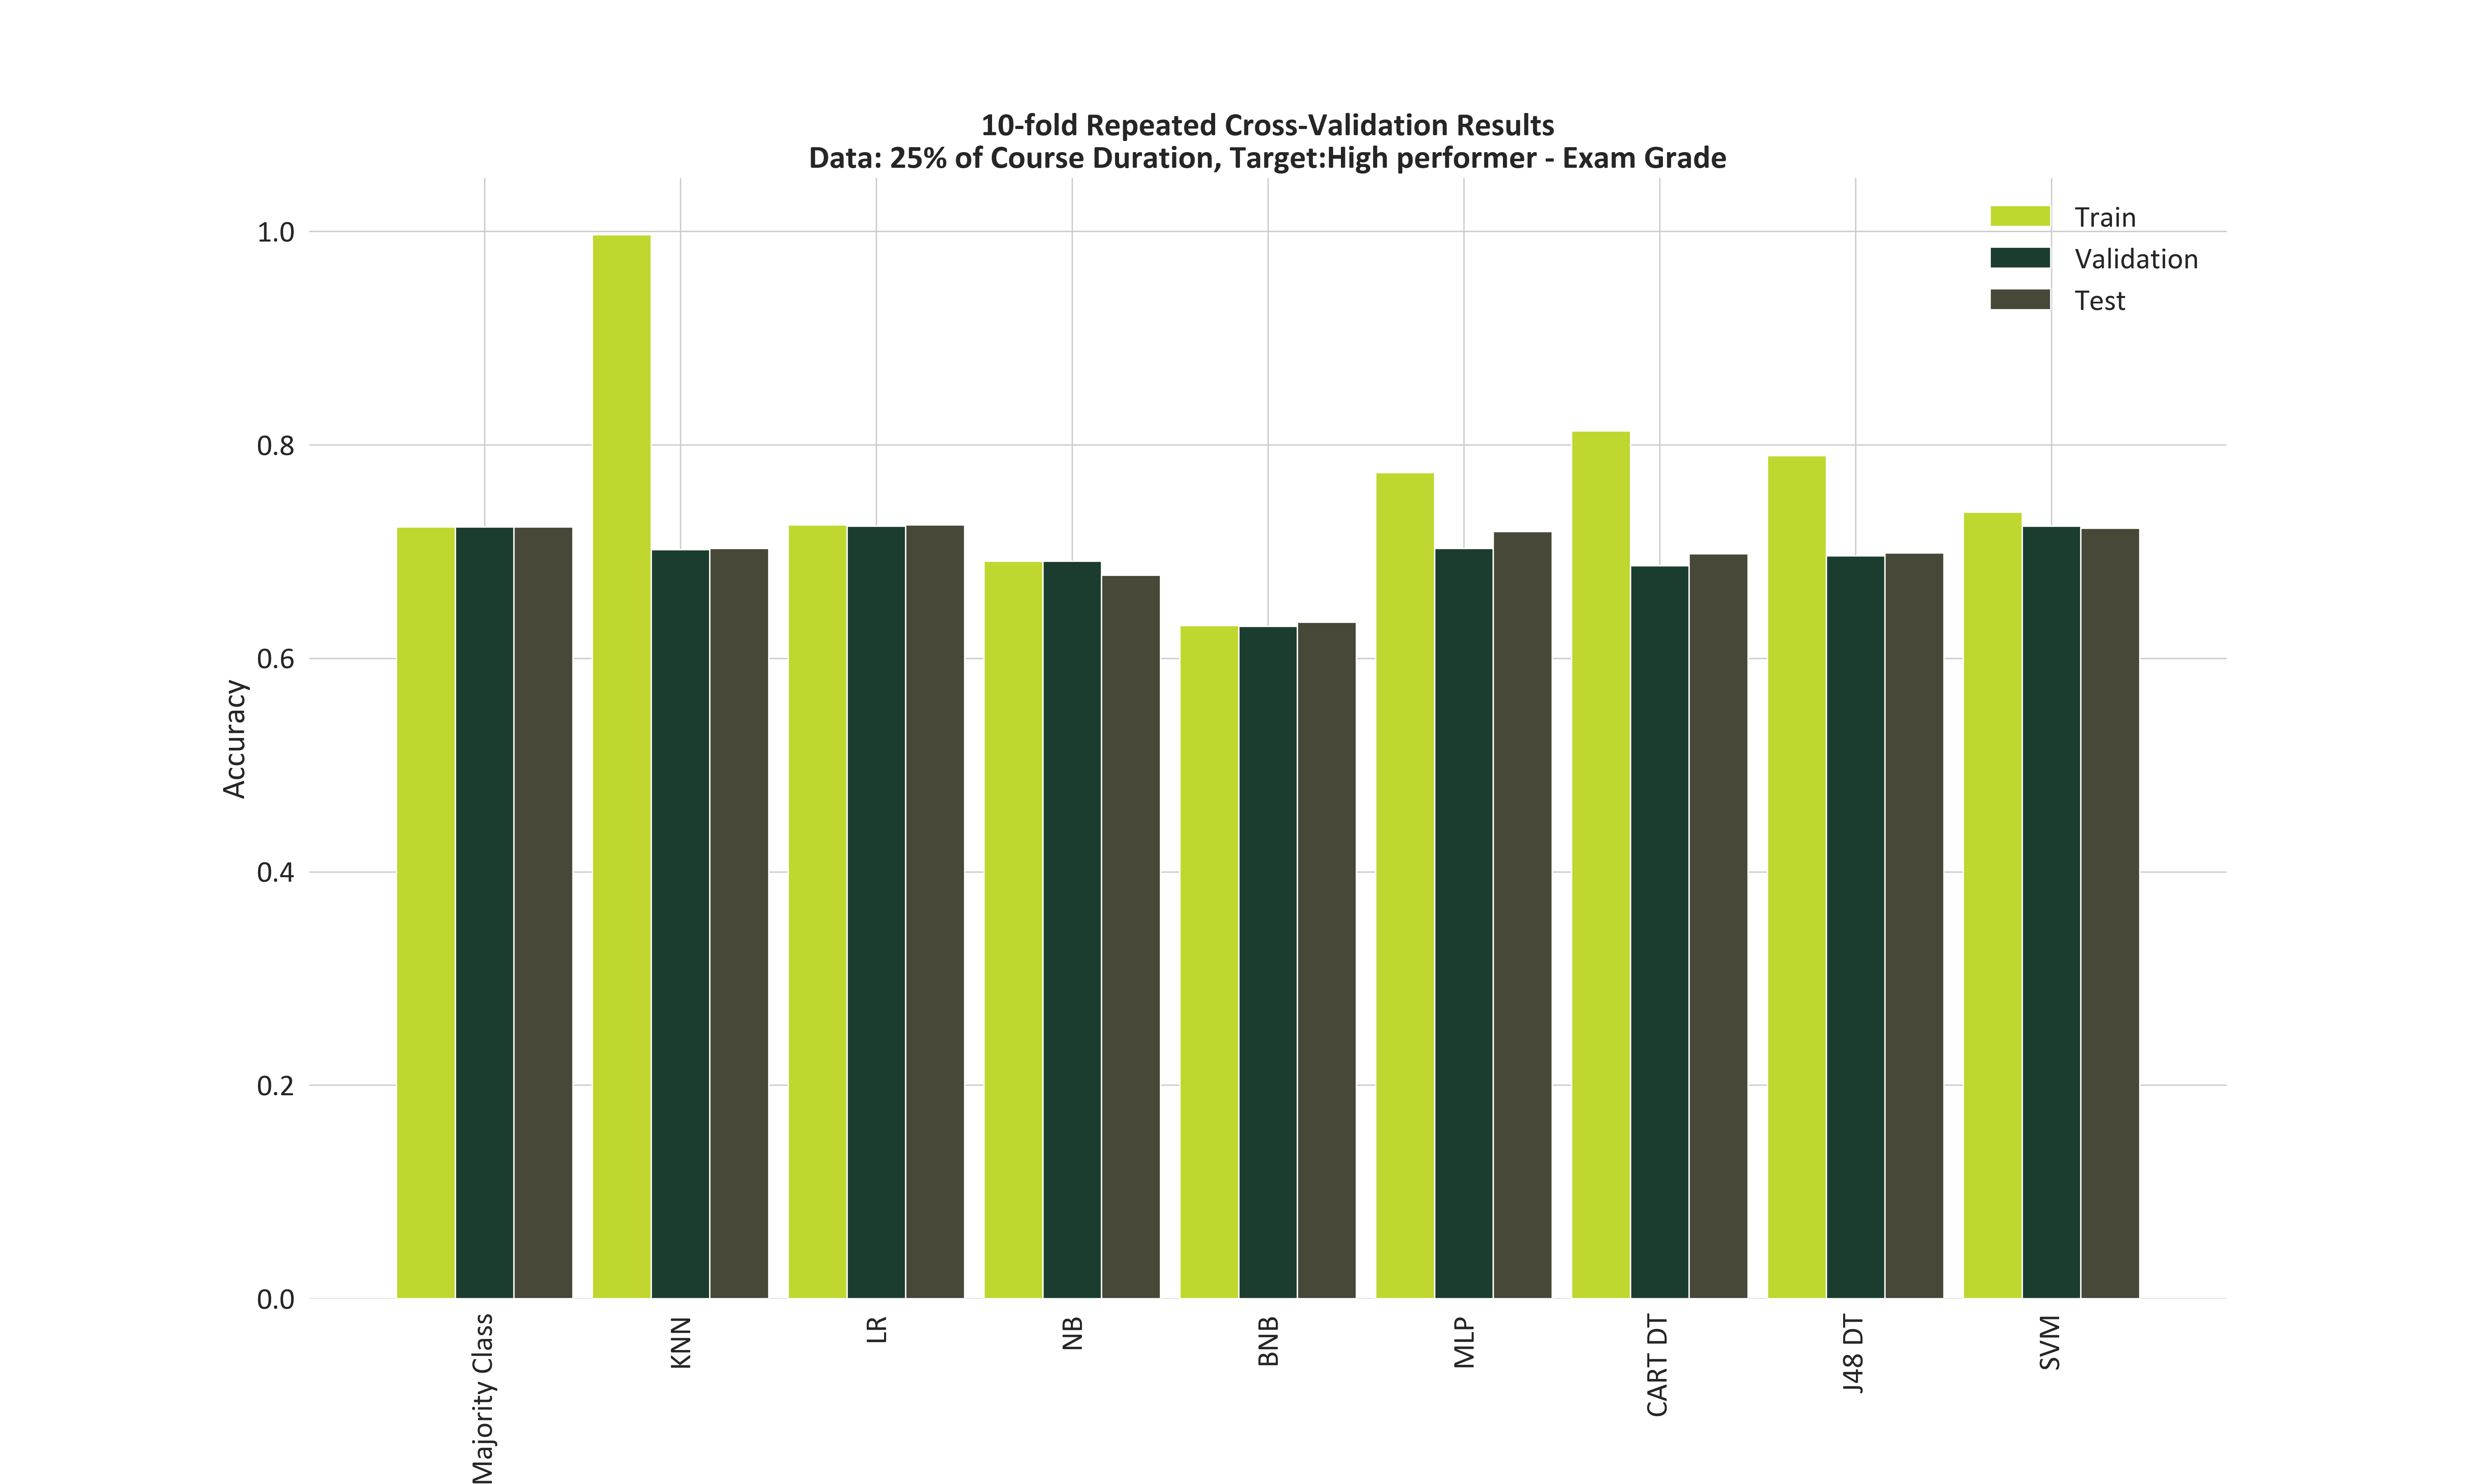 10-fold Repeated Cross-Validation Results
Data: 25% of Course Duration, Target:High performer - Exam Grade
Train
Validation
Test
1.0
0.8
0.6
0.4
0.2
0.0
Accuracy
Majority Class
KNN
LR
NB
BNB
MLP
CART DT
J48 DT
SVM